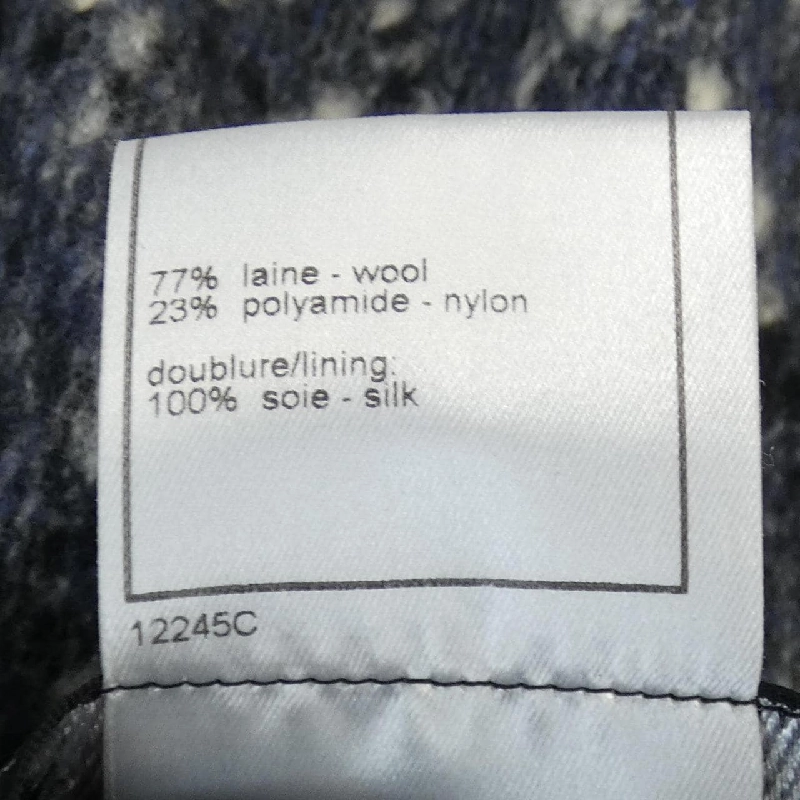 77% laine - wool
23% polyamide - nylon
doublure/lining:
100% soie - silk
12245C